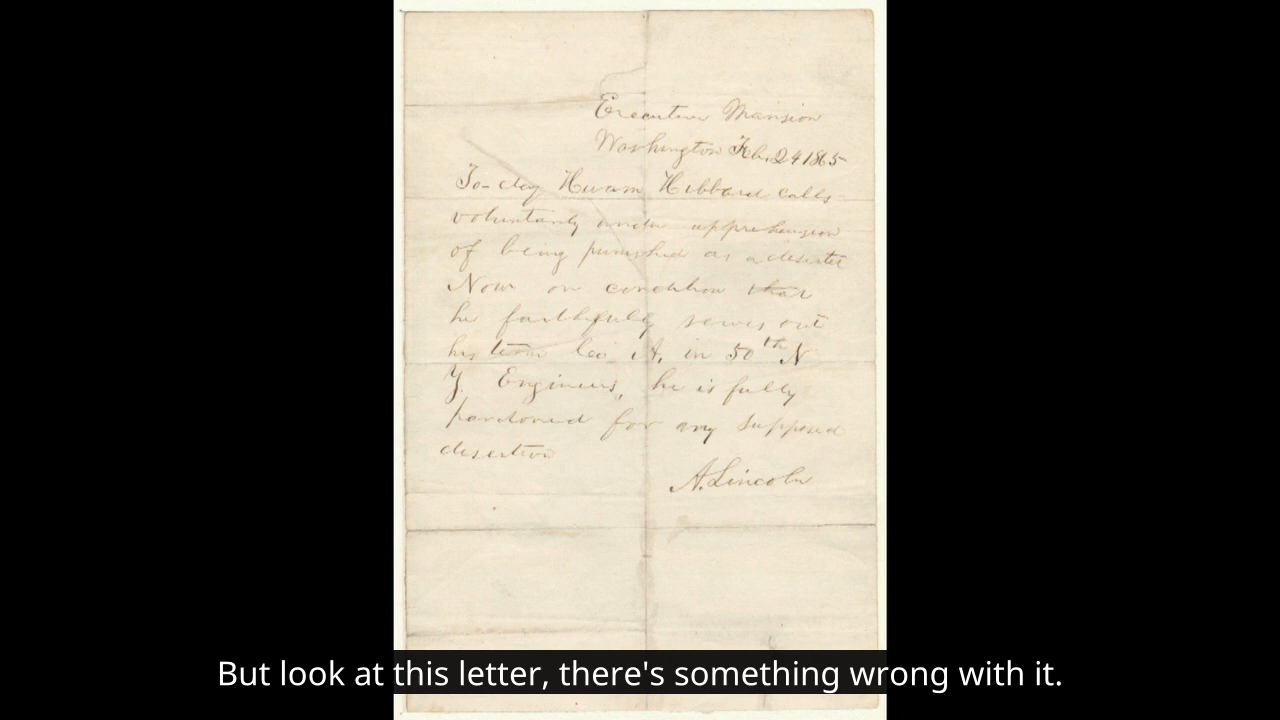 Executive Mansion
Washington Feb. 24 1865
To-day Hiram Hibbard calls
voluntarily under apprehension
of being punished as a deserter
Now on condition that
he faithfully serves out
his term Co. A. in 50th N
Y. Engineers, he is fully
pardoned for any supposed
desertion
A. Lincoln
But look at this letter, there's something wrong with it.